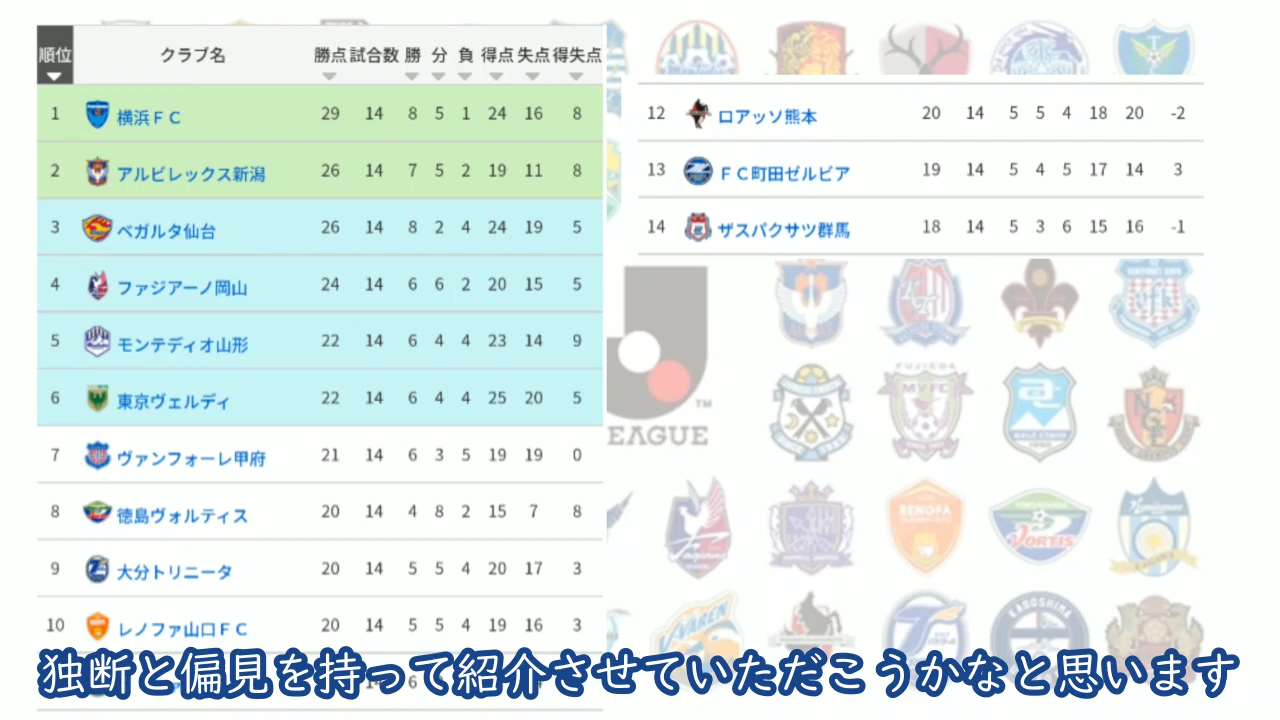 順位 クラブ名 勝点 試合数 勝 分 負 得点 失点 得失点
1 横浜ＦＣ 29 14 8 5 1 24 16 8
2 アルビレックス新潟 26 14 7 5 2 19 11 8
3 ベガルタ仙台 26 14 8 2 4 24 19 5
4 ファジアーノ岡山 24 14 6 6 2 20 15 5
5 モンテディオ山形 22 14 6 4 4 23 14 9
6 東京ヴェルディ 22 14 6 4 4 25 20 5
7 ヴァンフォーレ甲府 21 14 6 3 5 19 19 0
8 徳島ヴォルティス 20 14 4 8 2 15 7 8
9 大分トリニータ 20 14 5 5 4 20 17 3
10 レノファ山口ＦＣ 20 14 5 5 4 19 16 3
12 ロアッソ熊本 20 14 5 5 4 18 20 -2
13 ＦＣ町田ゼルビア 19 14 5 4 5 17 14 3
14 ザスパクサツ群馬 18 14 5 3 6 15 16 -1
EAGUE
TM
FUJIEDA
MYFC
vfk
RENOFA
VORTIS
V·VAREN
KAGOSHIMA
独断と偏見を持って紹介させていただこうかなと思います